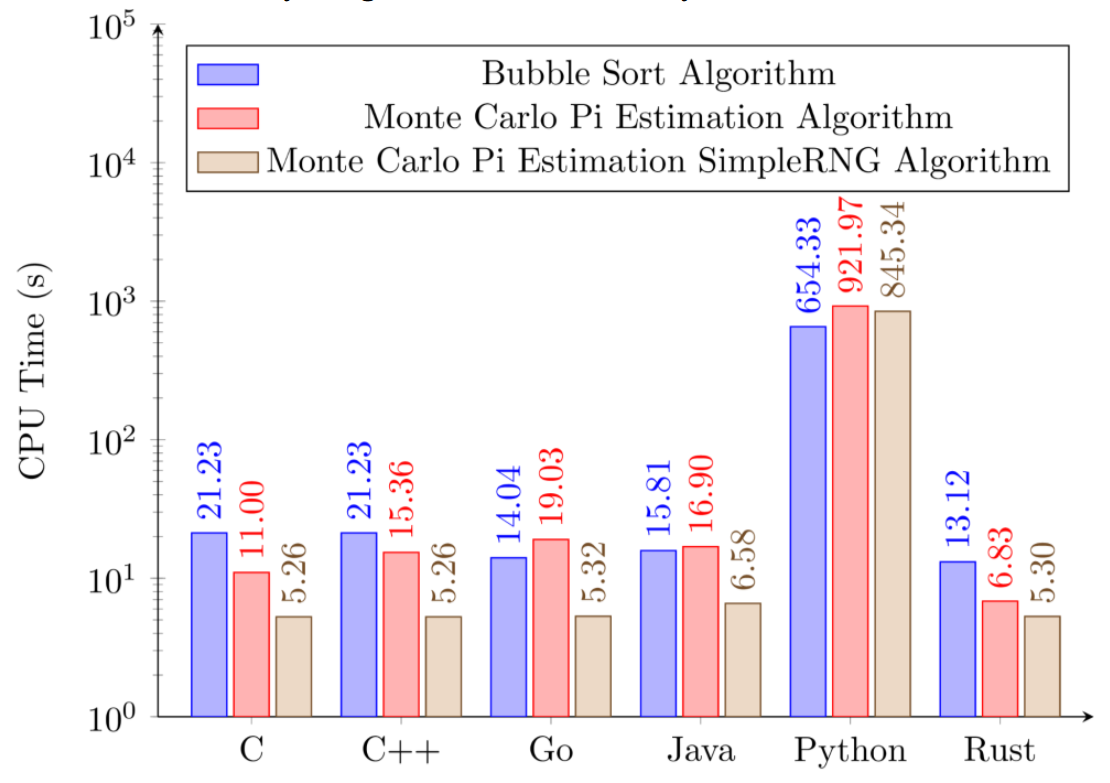 10^5
Bubble Sort Algorithm
Monte Carlo Pi Estimation Algorithm
Monte Carlo Pi Estimation SimpleRNG Algorithm
10^4
10^3
10^2
10^1
10^0
CPU Time (s)
21.23
11.00
5.26
21.23
15.36
5.26
14.04
19.03
5.32
15.81
16.90
6.58
654.33
921.97
845.34
13.12
6.83
5.30
C
C++
Go
Java
Python
Rust